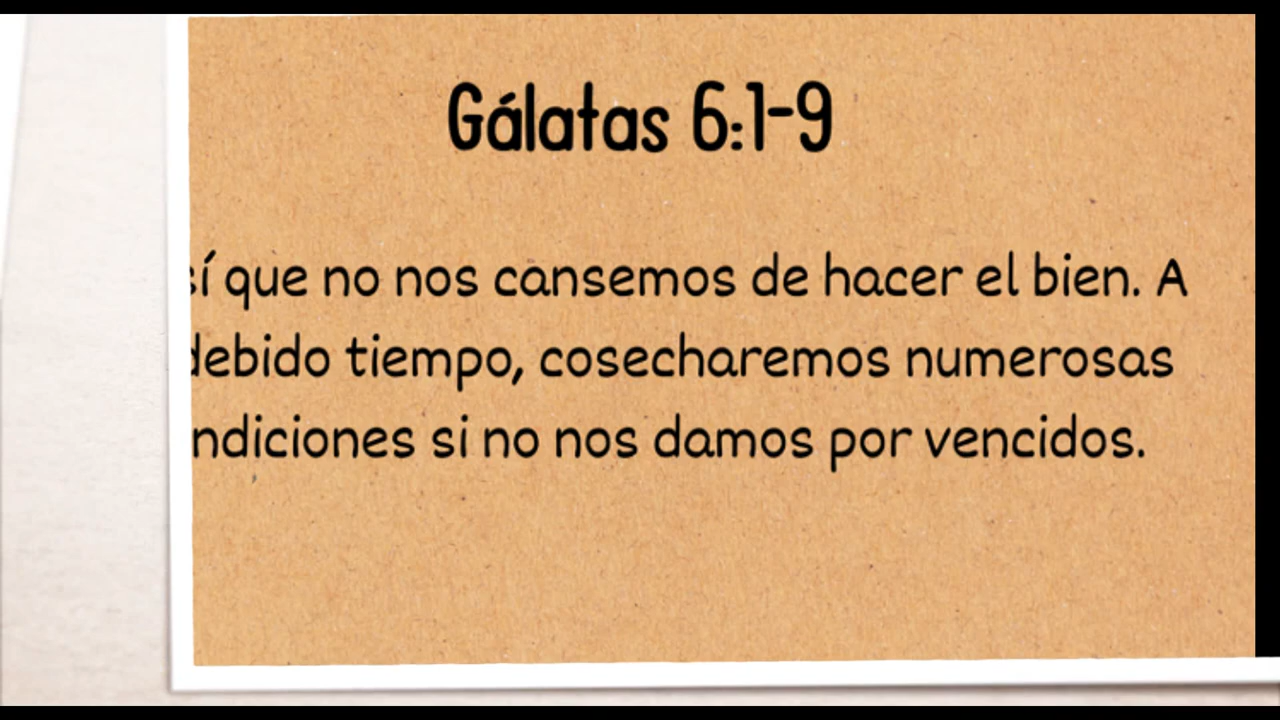 Gálatas 6:1-9
sí que no nos cansemos de hacer el bien. A
debido tiempo, cosecharemos numerosas
ndiciones si no nos damos por vencidos.